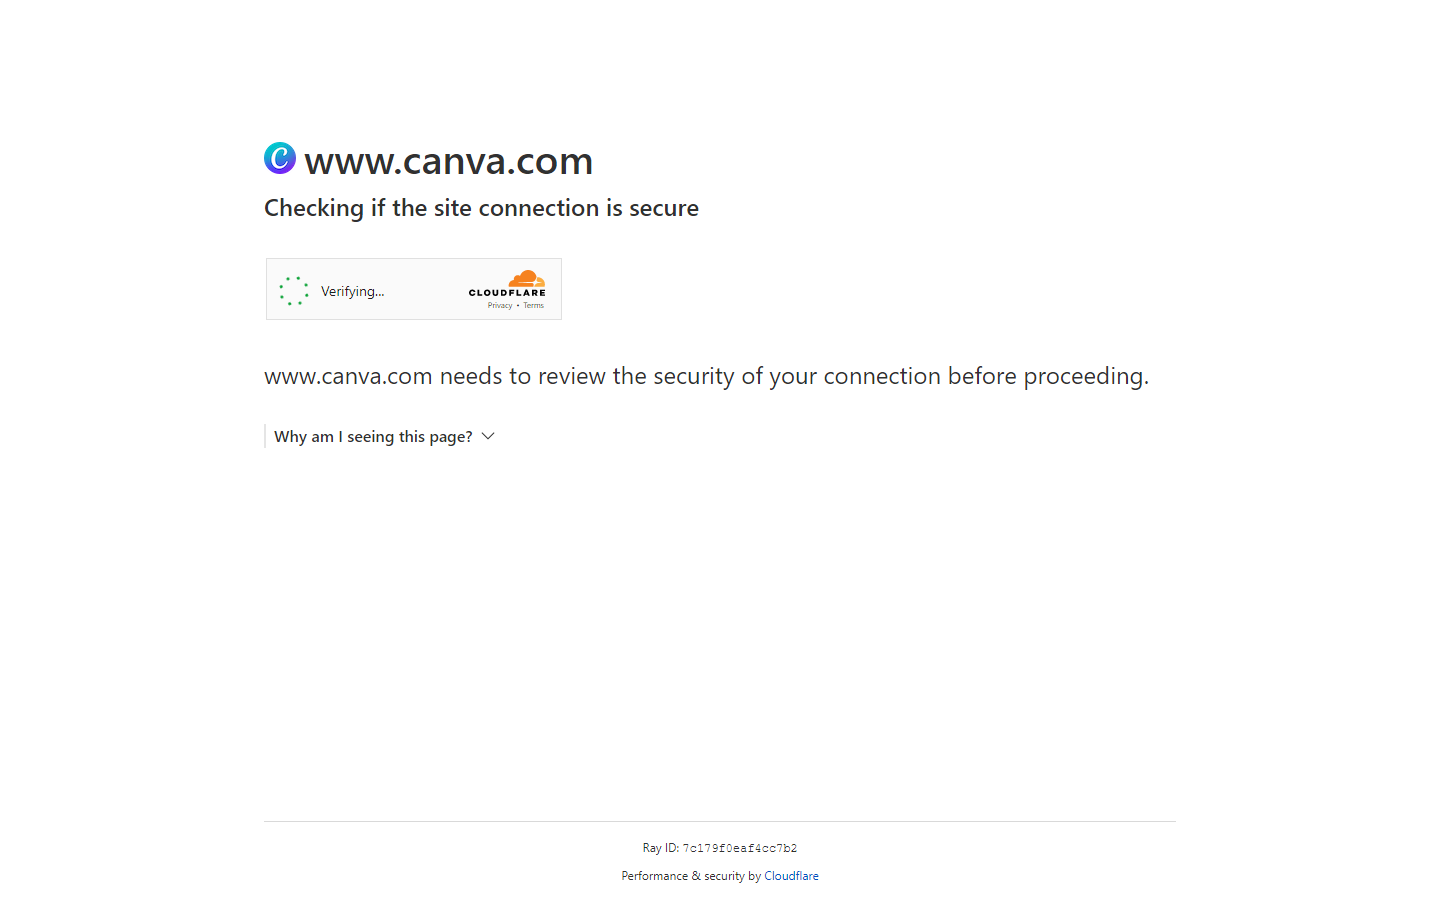 www.canva.com
Checking if the site connection is secure
Verifying...
CLOUDFLARE
Privacy • Terms
www.canva.com needs to review the security of your connection before proceeding.
Why am I seeing this page?
Ray ID: 7c179f0eaf4cc7b2
Performance & security by Cloudflare